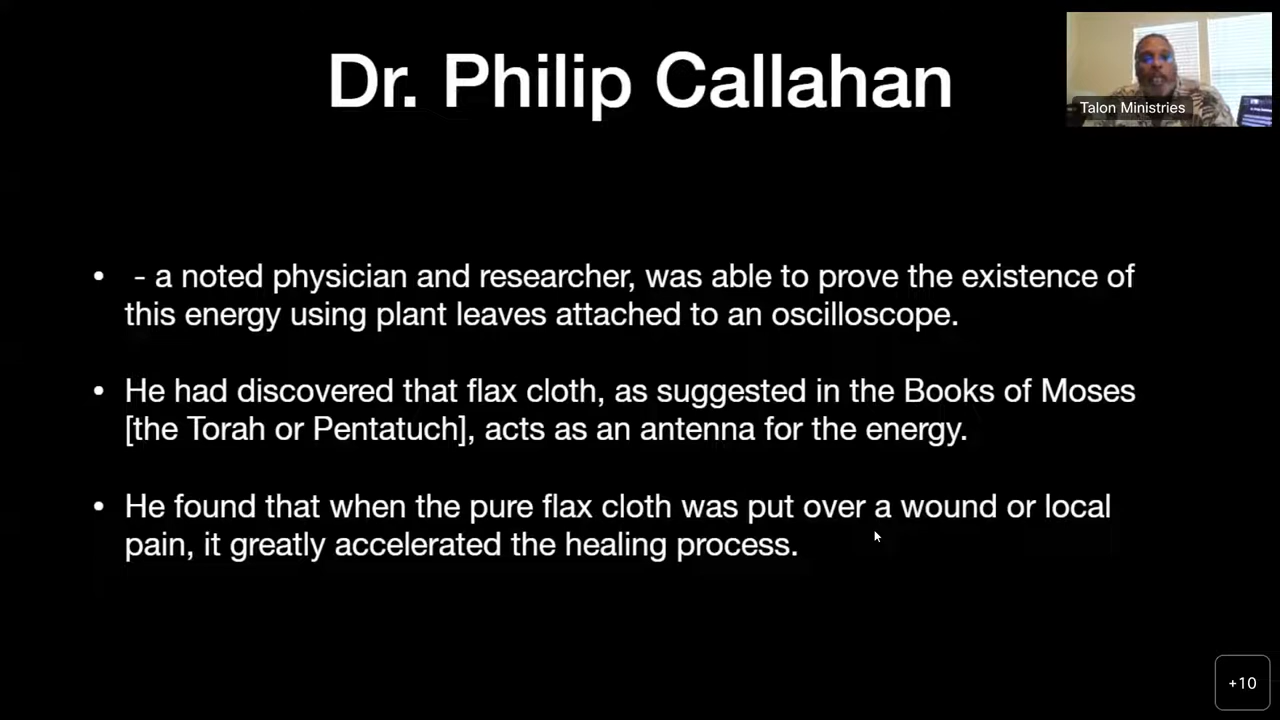 Dr. Philip Callahan
Talon Ministries
• - a noted physician and researcher, was able to prove the existence of
this energy using plant leaves attached to an oscilloscope.
• He had discovered that flax cloth, as suggested in the Books of Moses
[the Torah or Pentatuch], acts as an antenna for the energy.
• He found that when the pure flax cloth was put over a wound or local
pain, it greatly accelerated the healing process.
+10